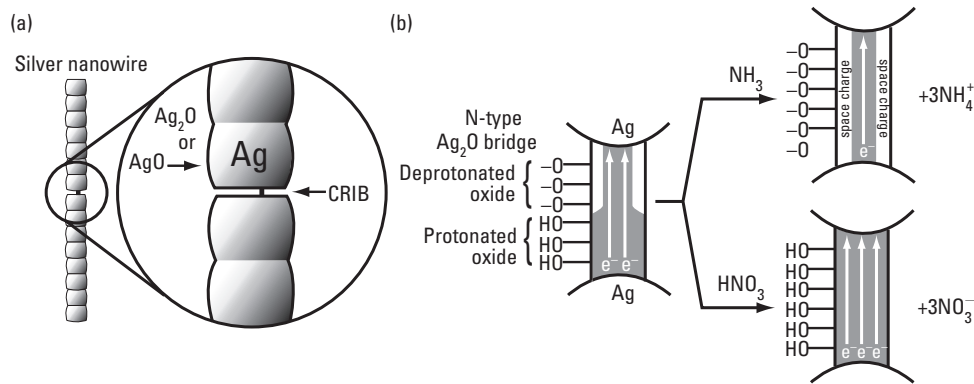 (a)
Silver nanowire
Ag₂O
or
AgO
Ag
CRIB
(b)
N-type
Ag₂O bridge
Deprotonated
oxide
Protonated
oxide
–O
–O
–O
HO
HO
HO
Ag
e⁻ e⁻
Ag
NH₃
HNO₃
–O
–O
–O
–O
–O
–O
space charge
space charge
e⁻
+3NH₄⁺
HO
HO
HO
HO
HO
HO
e⁻ e⁻ e⁻
+3NO₃⁻